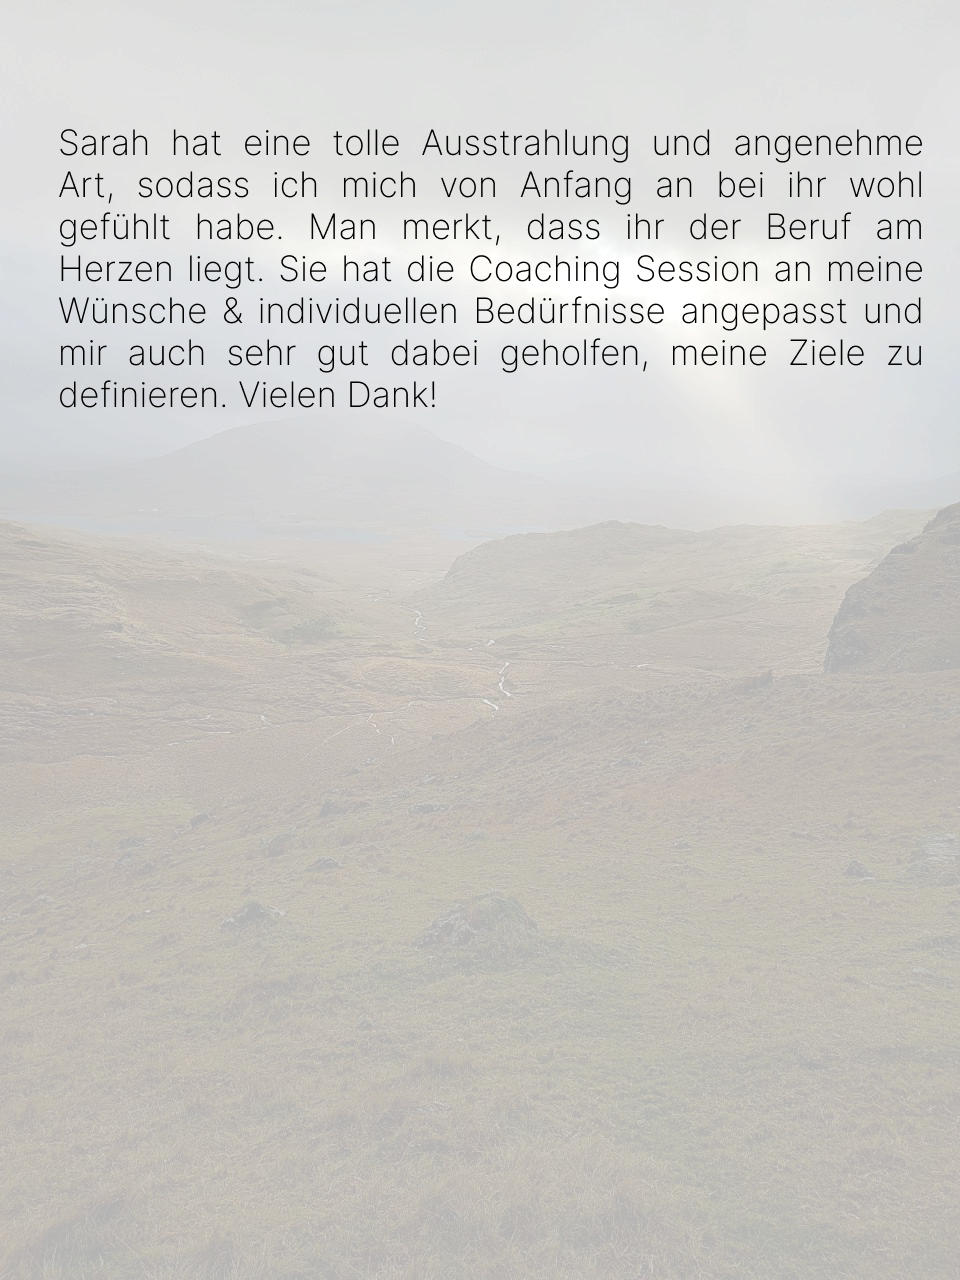 Sarah hat eine tolle Ausstrahlung und angenehme
Art, sodass ich mich von Anfang an bei ihr wohl
gefühlt habe. Man merkt, dass ihr der Beruf am
Herzen liegt. Sie hat die Coaching Session an meine
Wünsche & individuellen Bedürfnisse angepasst und
mir auch sehr gut dabei geholfen, meine Ziele zu
definieren. Vielen Dank!